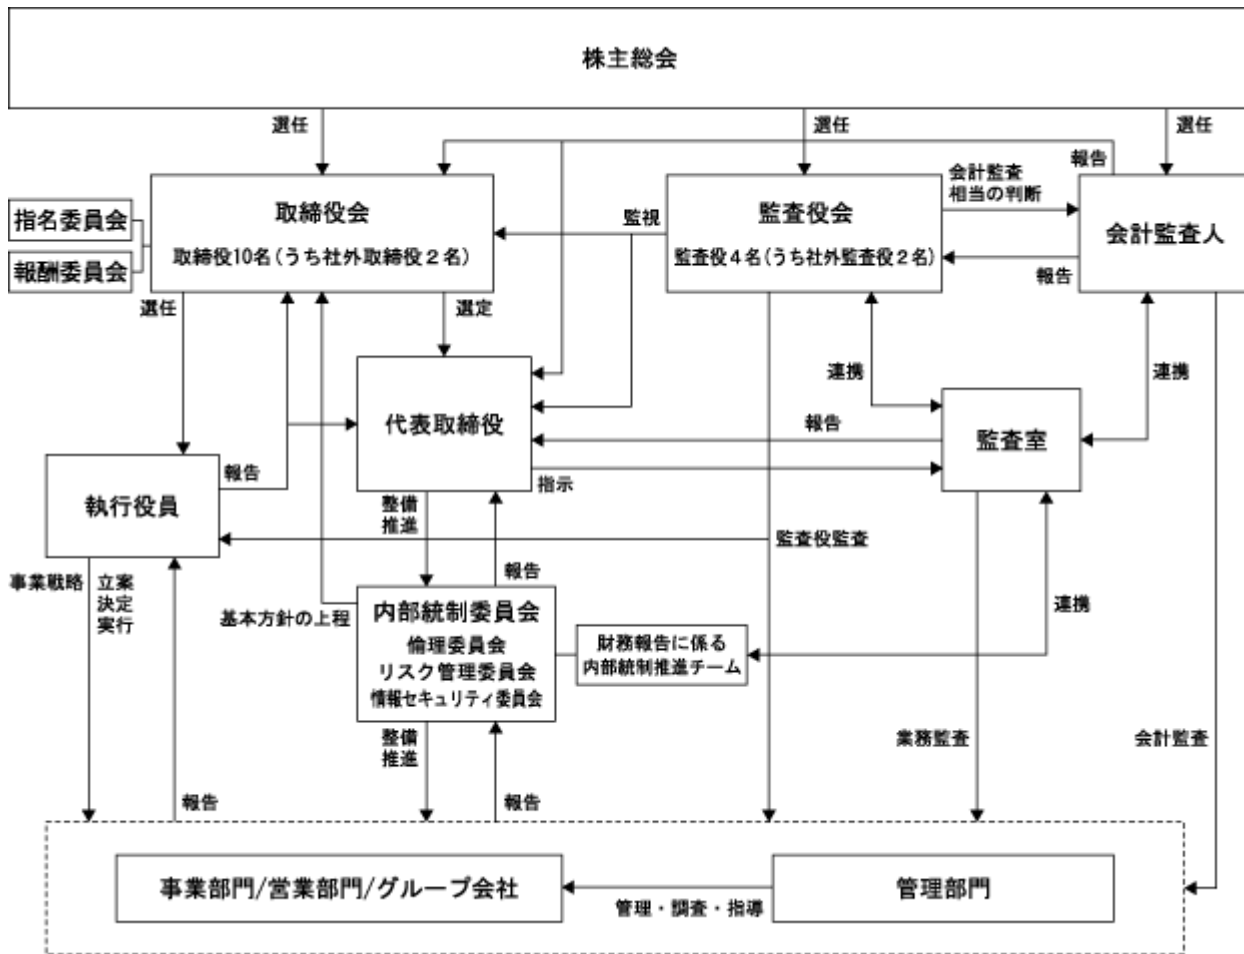 株主総会
選任
選任
選任
報告
指名委員会
報酬委員会
取締役会
取締役10名(うち社外取締役2名)
監視
監査役会
監査役4名(うち社外監査役2名)
会計監査
相当の判断
報告
会計監査人
選任
選定
連携
連携
代表取締役
報告
指示
監査室
執行役員
報告
整備
推進
監査役監査
事業戦略
立案
決定
実行
基本方針の上程
報告
内部統制委員会
倫理委員会
リスク管理委員会
情報セキュリティ委員会
財務報告に係る
内部統制推進チーム
連携
整備
推進
業務監査
会計監査
報告
報告
事業部門/営業部門/グループ会社
管理・調査・指導
管理部門